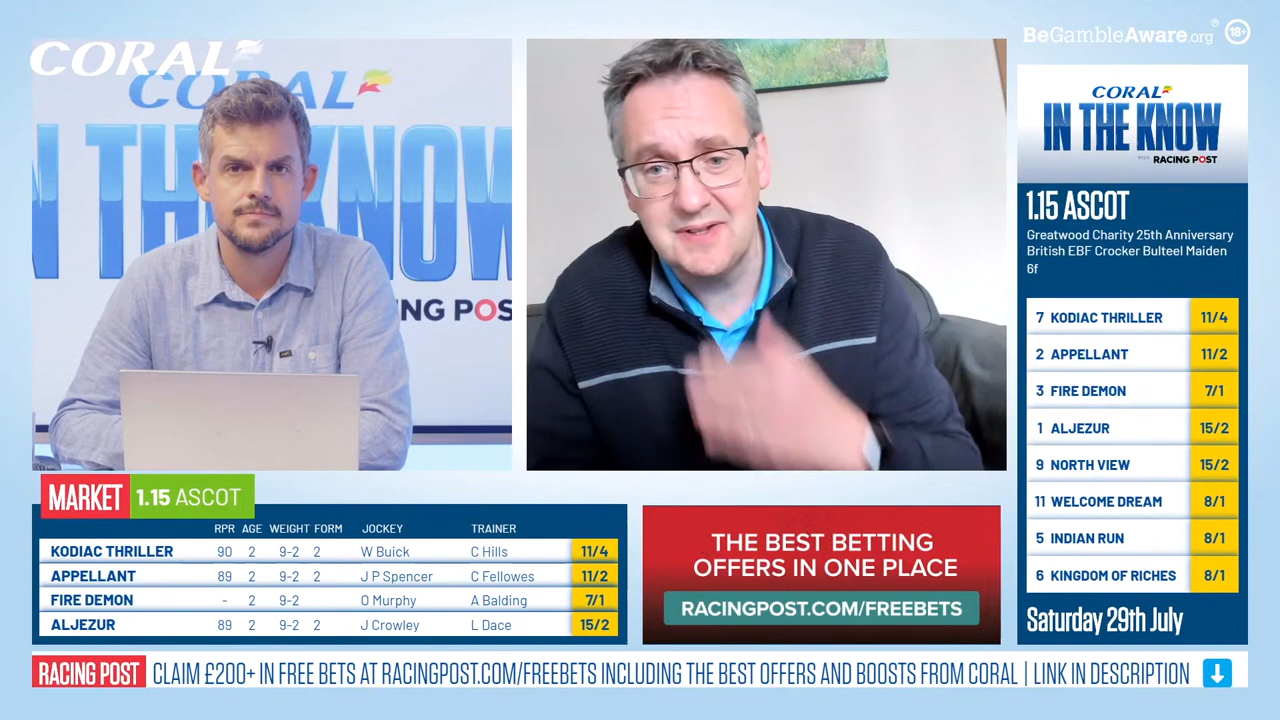 CORAL
CORAL
IN THE KNOW
NG POST
BeGambleAware.org® 18+
CORAL
IN THE KNOW
WITH RACING POST
1.15 ASCOT
Greatwood Charity 25th Anniversary
British EBF Crocker Bulteel Maiden
6f
7 KODIAC THRILLER 11/4
2 APPELLANT 11/2
3 FIRE DEMON 7/1
1 ALJEZUR 15/2
9 NORTH VIEW 15/2
11 WELCOME DREAM 8/1
5 INDIAN RUN 8/1
6 KINGDOM OF RICHES 8/1
Saturday 29th July
MARKET 1.15 ASCOT
RPR AGE WEIGHT FORM JOCKEY TRAINER
KODIAC THRILLER 90 2 9-2 2 W Buick C Hills 11/4
APPELLANT 89 2 9-2 2 J P Spencer C Fellowes 11/2
FIRE DEMON - 2 9-2 O Murphy A Balding 7/1
ALJEZUR 89 2 9-2 2 J Crowley L Dace 15/2
THE BEST BETTING
OFFERS IN ONE PLACE
RACINGPOST.COM/FREEBETS
RACING POST CLAIM £200+ IN FREE BETS AT RACINGPOST.COM/FREEBETS INCLUDING THE BEST OFFERS AND BOOSTS FROM CORAL | LINK IN DESCRIPTION